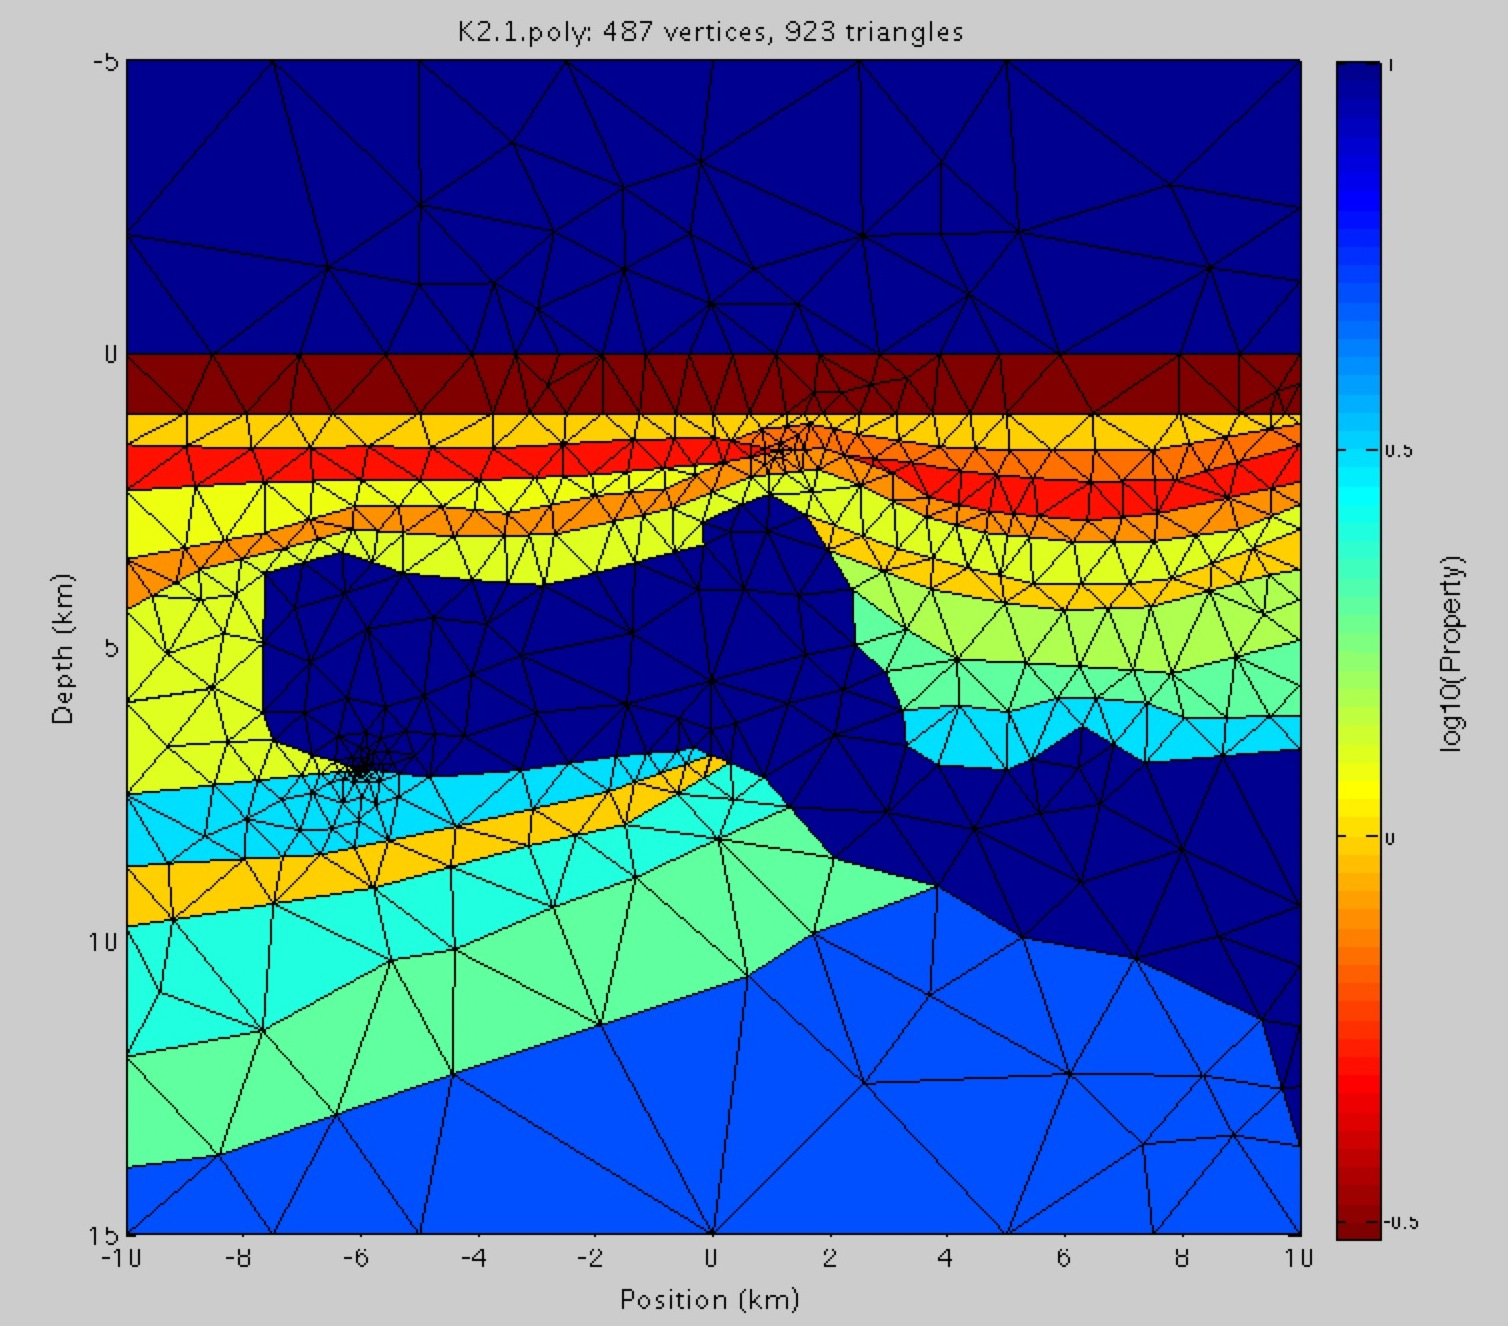 K2.1.poly: 487 vertices, 923 triangles
-5
0
5
10
15
Depth (km)
-10 -8 -6 -4 -2 0 2 4 6 8 10
Position (km)
1
0.5
0
-0.5
log10(Property)